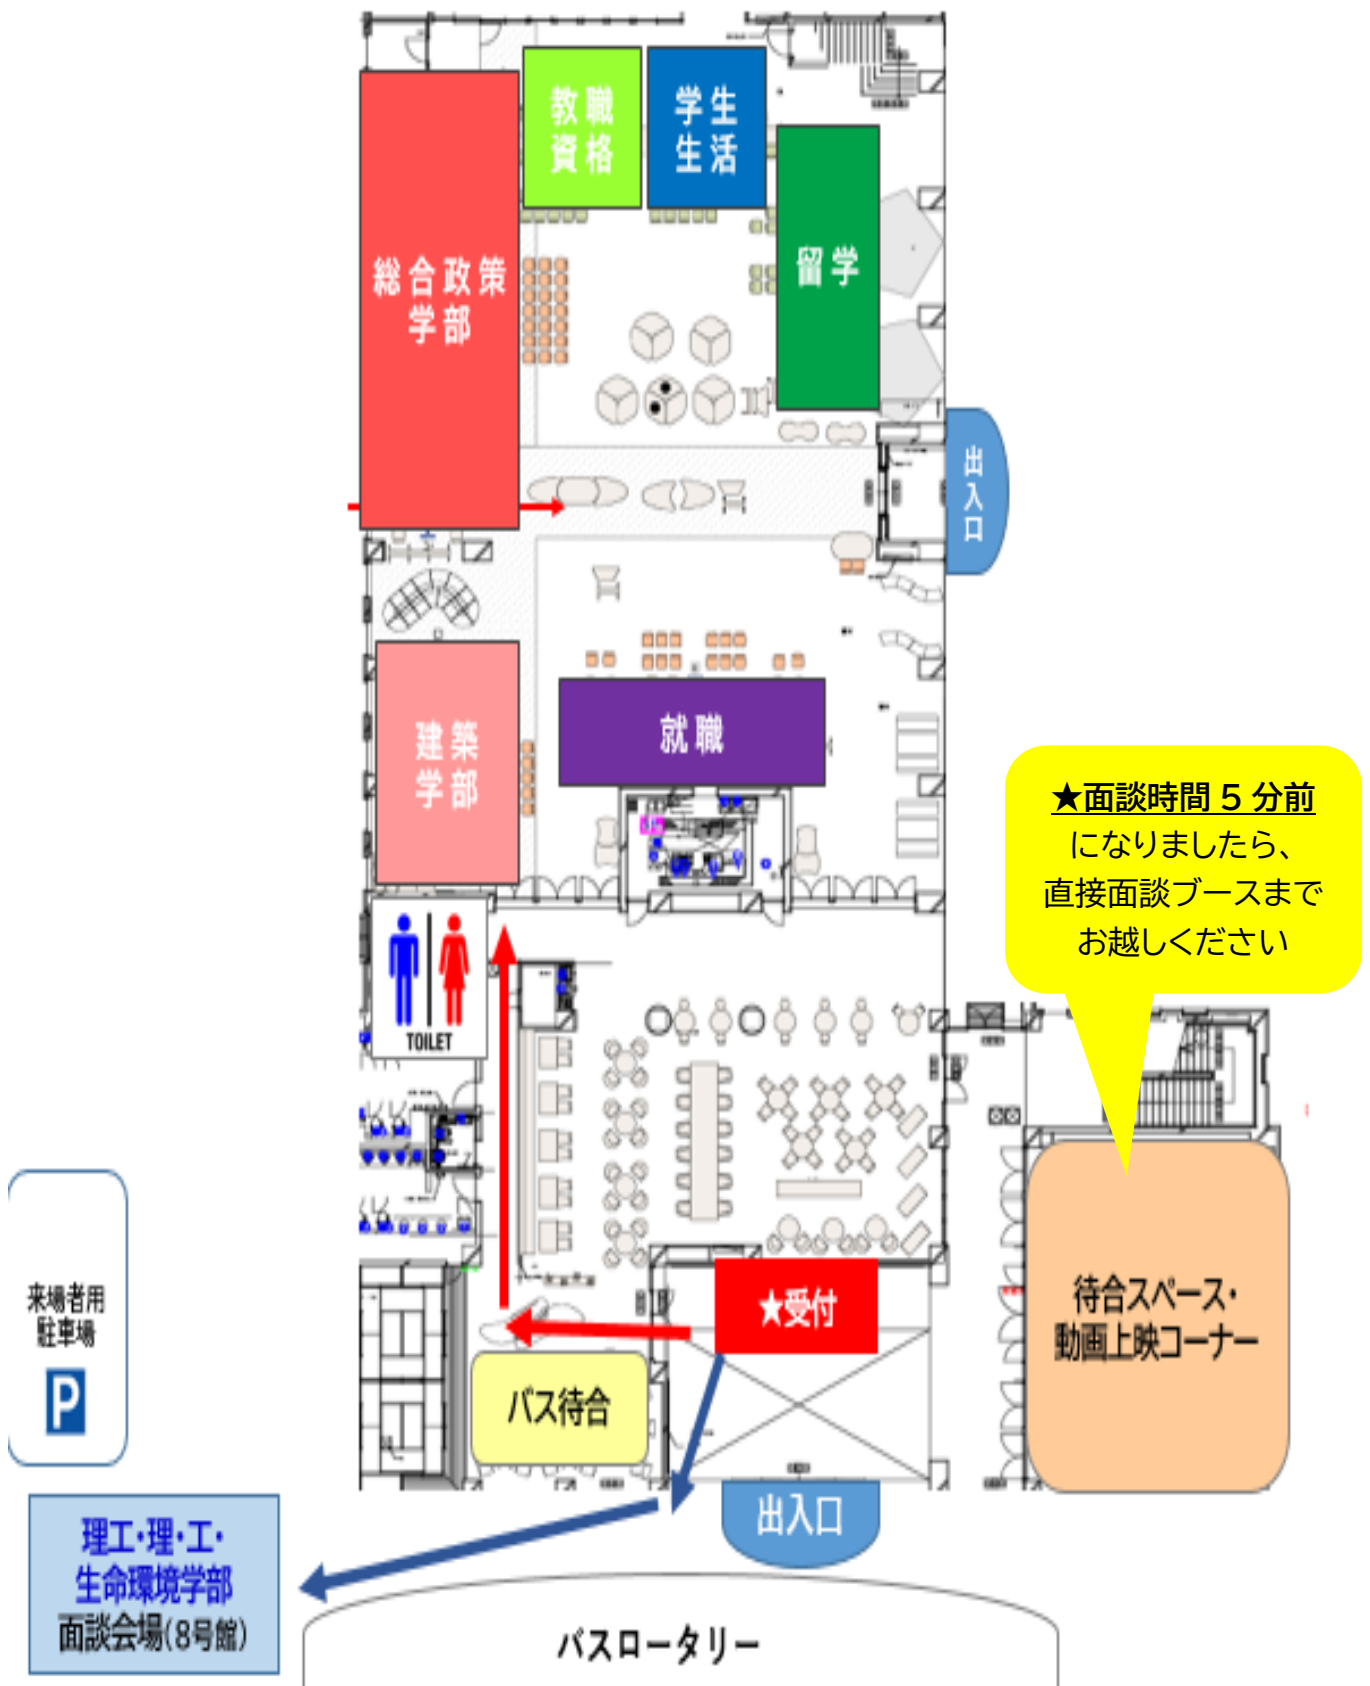 教職
資格
学生
生活
留学
総合政策
学部
出入口
就職
建築
学部
★面談時間 5 分前
になりましたら、
直接面談ブースまで
お越しください
TOILET
来場者用
駐車場
P
★受付
待合スペース・
動画上映コーナー
バス待合
出入口
理工・理・工・
生命環境学部
面談会場(8号館)
バスロータリー